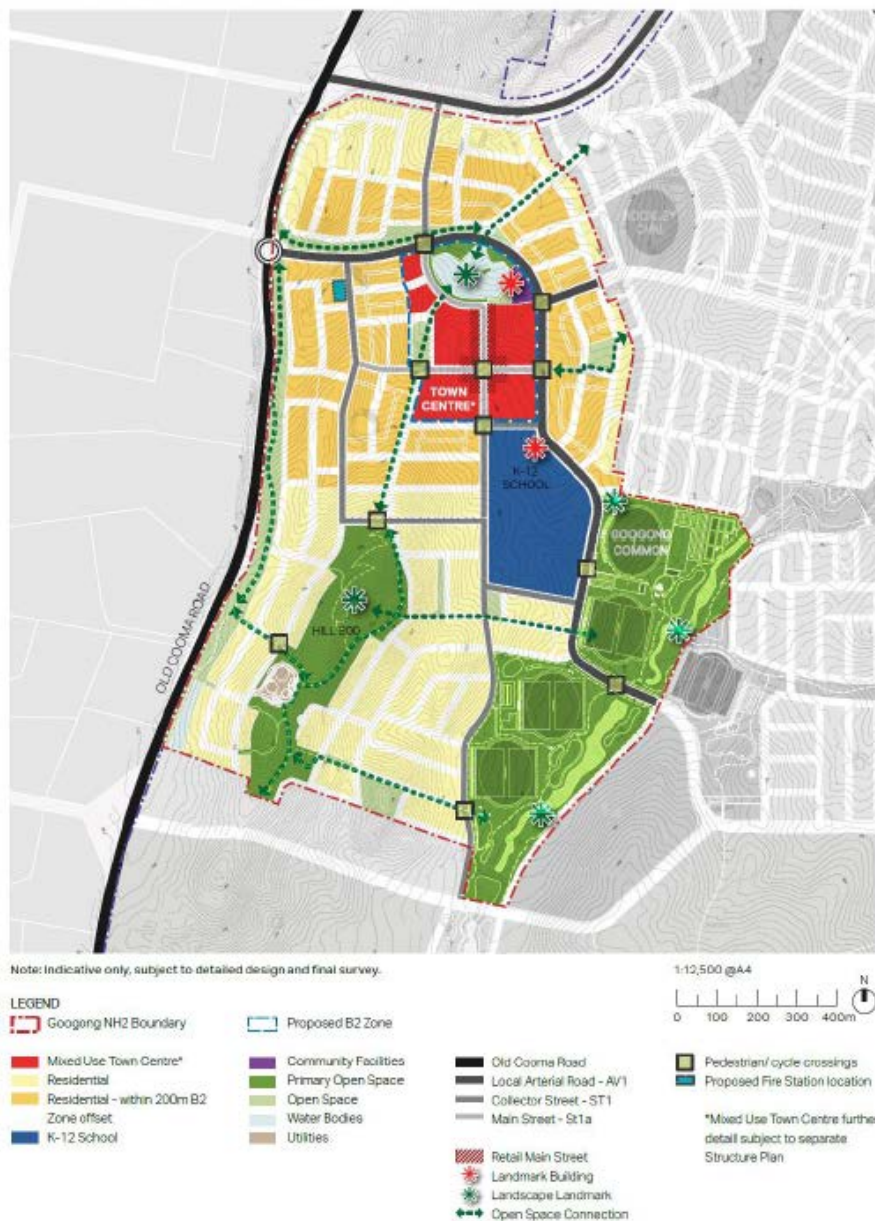 ROCKLEY
OVAL
TOWN
CENTRE*
K-12
SCHOOL
GOOGONG
COMMON
OLD COOMA ROAD
HILL 800
Note: Indicative only, subject to detailed design and final survey.
1:12,500 @A4
N
0 100 200 300 400m
LEGEND
Googong NH2 Boundary
Proposed B2 Zone
Mixed Use Town Centre*
Residential
Residential - within 200m B2
Zone offset
K-12 School
Community Facilities
Primary Open Space
Open Space
Water Bodies
Utilities
Old Cooma Road
Local Arterial Road - AV1
Collector Street - ST1
Main Street - St1a
Retail Main Street
Landmark Building
Landscape Landmark
Open Space Connection
Pedestrian/ cycle crossings
Proposed Fire Station location
*Mixed Use Town Centre furthe
detail subject to separate
Structure Plan